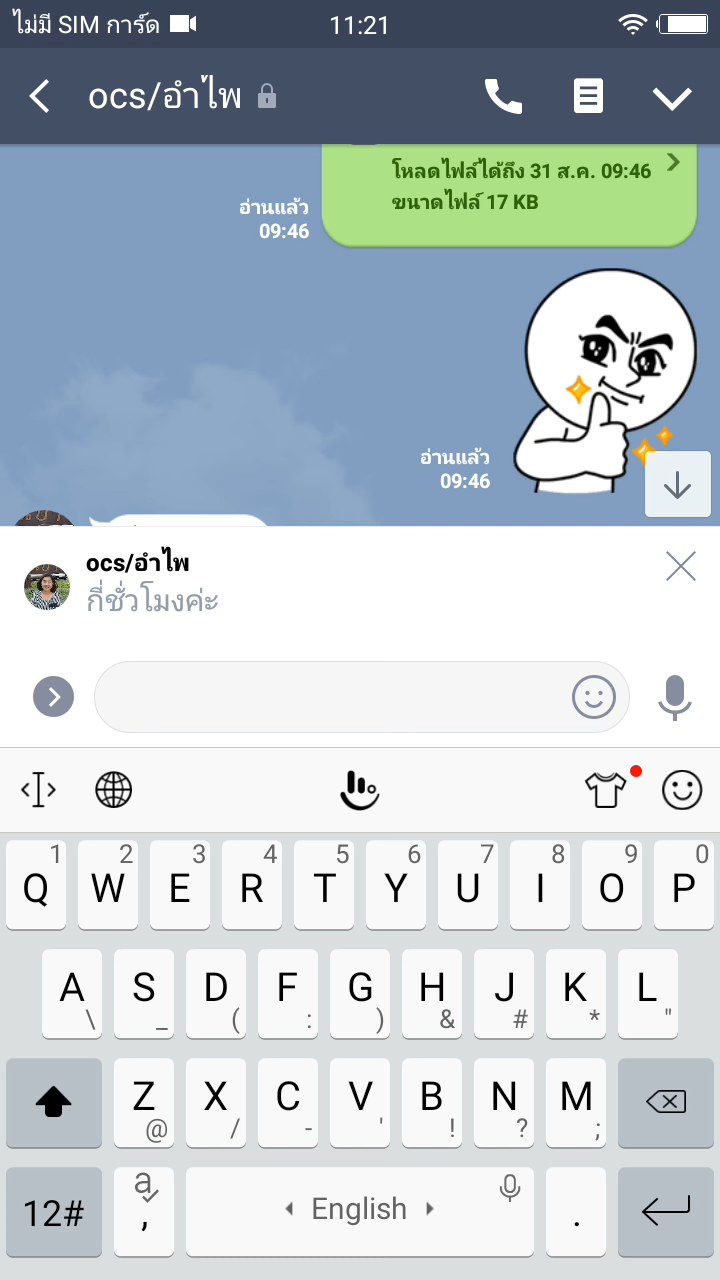 ไม่มี SIM การ์ด
11:21
ocs/อำไพ
โหลดไฟล์ได้ถึง 31 ส.ค. 09:46
ขนาดไฟล์ 17 KB
อ่านแล้ว
09:46
อ่านแล้ว
09:46
ocs/อำไพ
กี่ชั่วโมงค่ะ
1 2 3 4 5 6 7 8 9 0
Q W E R T Y U I O P
A S D F G H J K L
\ _ ( : ) & # * "
Z X C V B N M
@ / - ' ! ? ;
12# a , English .